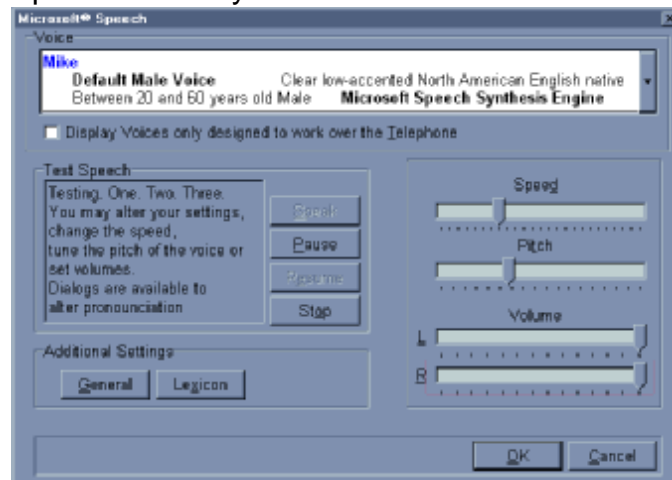 Microsoft® Speech
Voice
Mike
Default Male Voice Clear low-accented North American English native
Between 20 and 60 years old Male Microsoft Speech Synthesis Engine
Display Voices only designed to work over the Telephone
Test Speech
Testing. One. Two. Three.
You may alter your settings,
change the speed,
tune the pitch of the voice or
set volumes.
Dialogs are available to
alter pronounciation
Speak
Pause
Resume
Stop
Speed
Pitch
Volume
L
R
Additional Settings
General Lexicon
OK Cancel